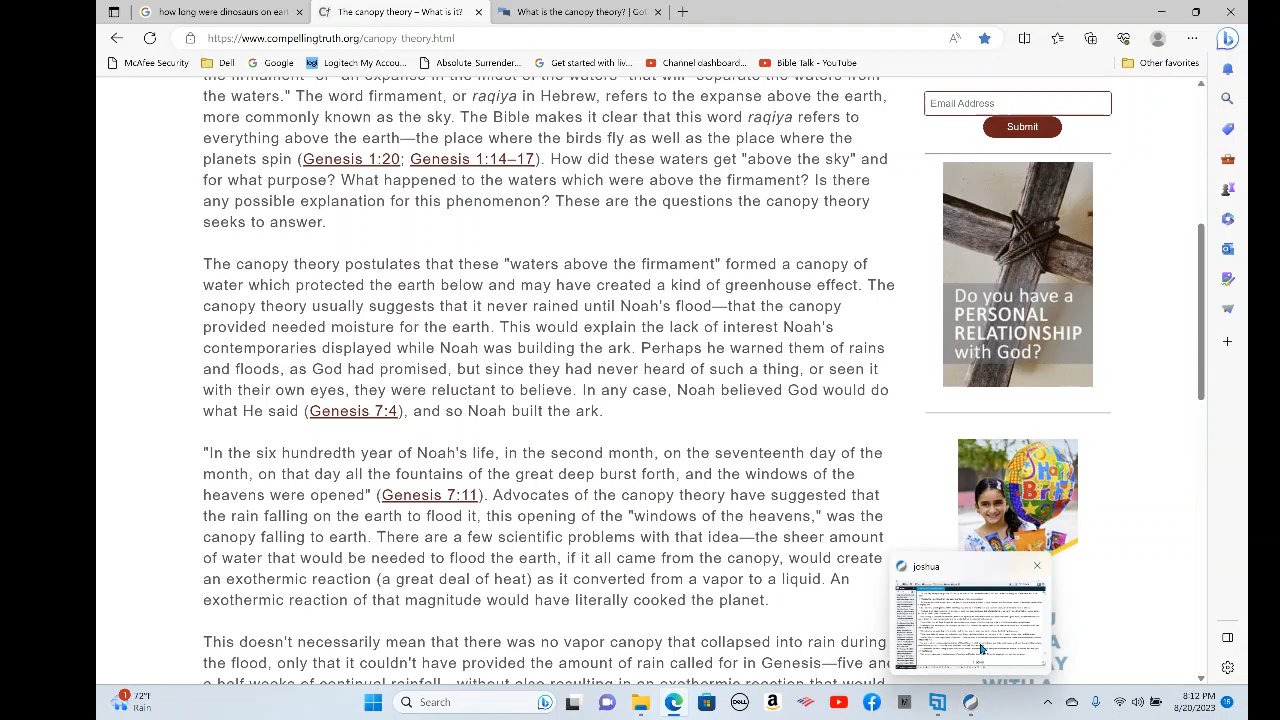 how long were dinosaurs on earl
The canopy theory – What is it?
What is the canopy theory? | Got
https://www.compellingtruth.org/canopy-theory.html
McAfee Security
Dell
Google
Logitech My Account
Absolute_Surrender...
Get started with live...
Channel dashboard...
Bible Talk - YouTube
Other favorites
the waters." The word firmament, or raqiya in Hebrew, refers to the expanse above the earth,
more commonly known as the sky. The Bible makes it clear that this word raqiya refers to
everything above the earth—the place where the birds fly as well as the place where the
planets spin (Genesis 1:20; Genesis 1:14–17). How did these waters get "above the sky" and
for what purpose? What happened to the waters which were above the firmament? Is there
any possible explanation for this phenomenon? These are the questions the canopy theory
seeks to answer.
The canopy theory postulates that these "waters above the firmament" formed a canopy of
water which protected the earth below and may have created a kind of greenhouse effect. The
canopy theory usually suggests that it never rained until Noah's flood—that the canopy
provided needed moisture for the earth. This would explain the lack of interest Noah's
contemporaries displayed while Noah was building the ark. Perhaps he warned them of rains
and floods, as God had promised, but since they had never heard of such a thing, or seen it
with their own eyes, they were reluctant to believe. In any case, Noah believed God would do
what He said (Genesis 7:4), and so Noah built the ark.
"In the six hundredth year of Noah's life, in the second month, on the seventeenth day of the
month, on that day all the fountains of the great deep burst forth, and the windows of the
heavens were opened" (Genesis 7:11). Advocates of the canopy theory have suggested that
the rain falling on the earth to flood it, this opening of the "windows of the heavens," was the
canopy falling to earth. There are a few scientific problems with that idea—the sheer amount
of water that would be needed to flood the earth, if it all came from the canopy, would create
an exothermic reaction (a great deal of heat) as it converted from a vapor to a liquid. An
exothermic reaction of that magnitude would have literally cooked the planet.
This doesn't necessarily mean that there was no vapor canopy that collapsed into rain during
the flood, only that it couldn't have provided the amount of rain called for in Genesis—five and
Email Address
Submit
Do you have a
PERSONAL
RELATIONSHIP
with God?
joshua
72°F
Rain
Search
8:12 PM
8/20/2023